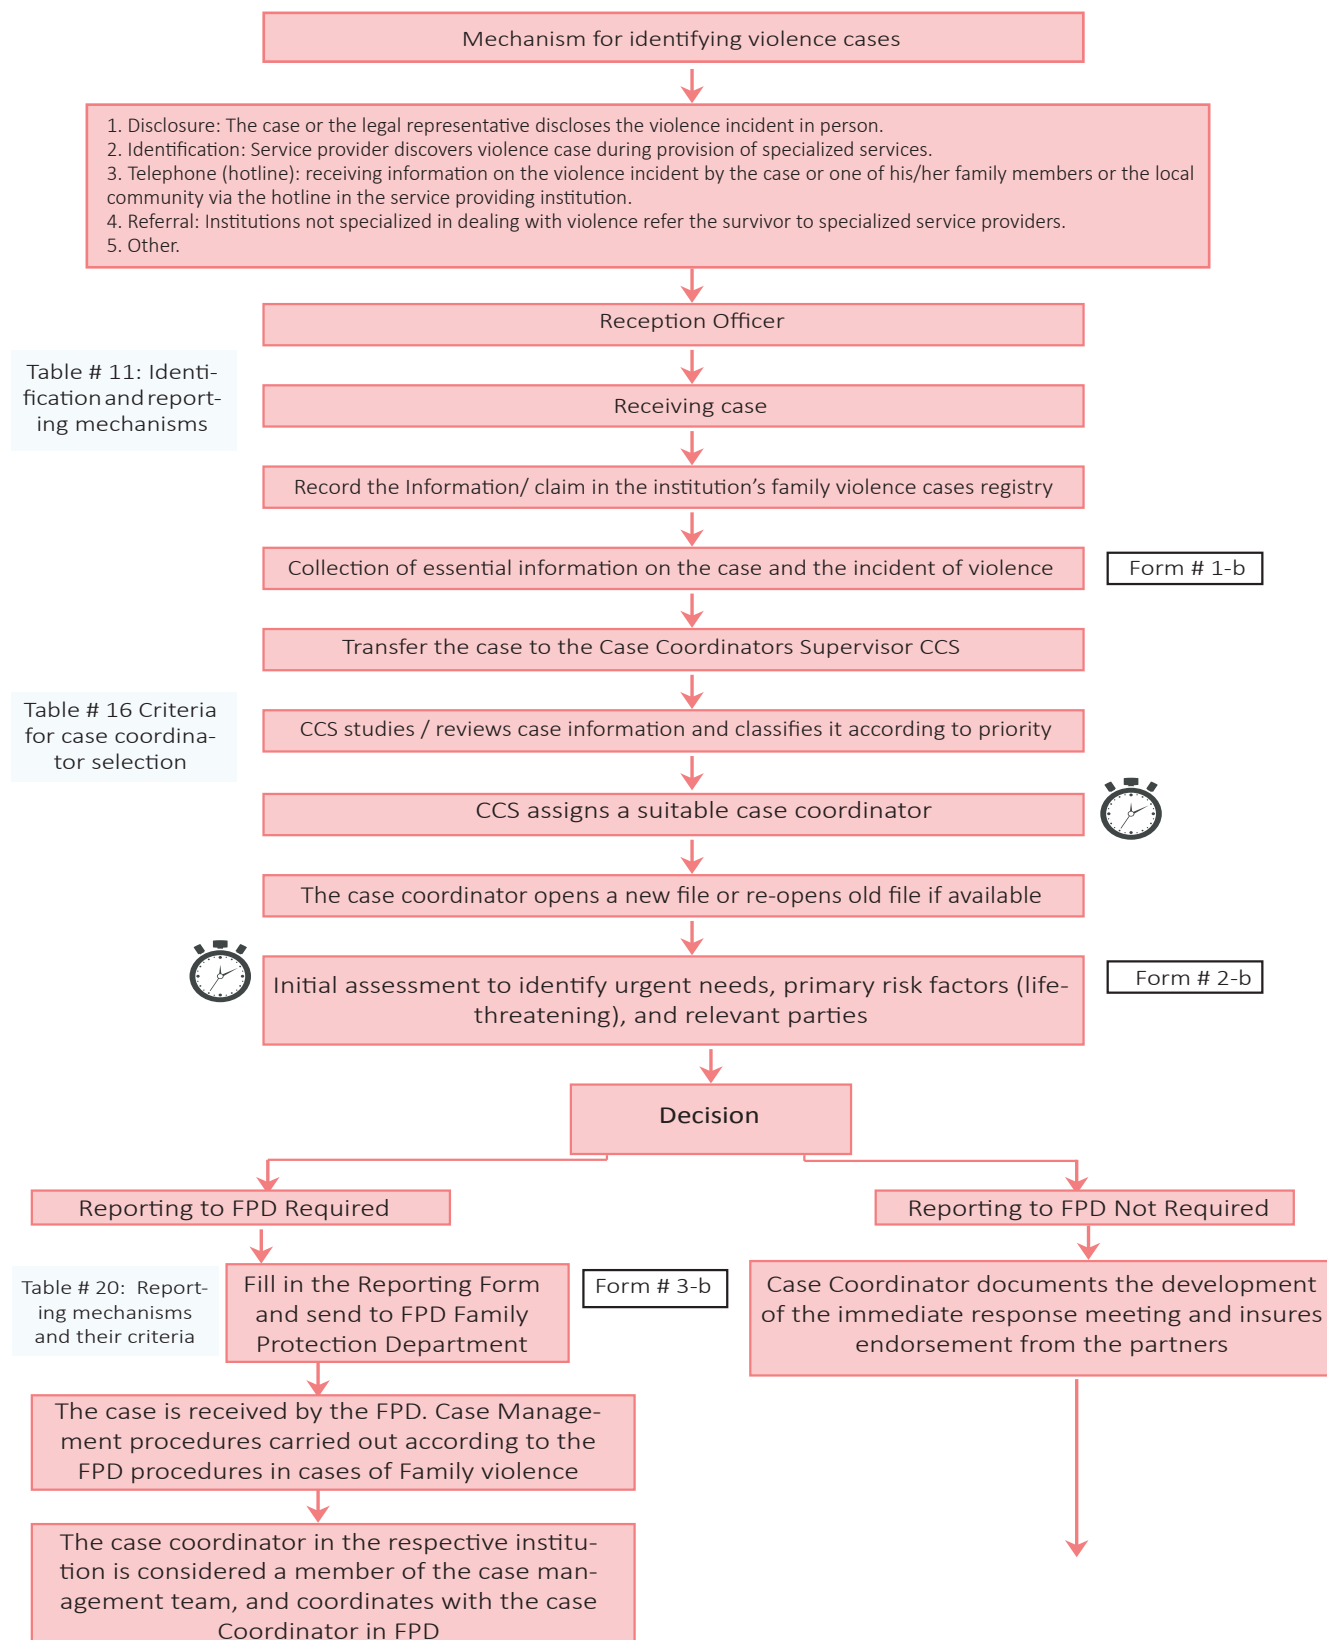 Mechanism for identifying violence cases
1. Disclosure: The case or the legal representative discloses the violence incident in person.
2. Identification: Service provider discovers violence case during provision of specialized services.
3. Telephone (hotline): receiving information on the violence incident by the case or one of his/her family members or the local
community via the hotline in the service providing institution.
4. Referral: Institutions not specialized in dealing with violence refer the survivor to specialized service providers.
5. Other.
Reception Officer
Table # 11: Identi-
fication and report-
ing mechanisms
Receiving case
Record the Information/ claim in the institution's family violence cases registry
Collection of essential information on the case and the incident of violence
Form # 1-b
Transfer the case to the Case Coordinators Supervisor CCS
Table # 16 Criteria
for case coordina-
tor selection
CCS studies / reviews case information and classifies it according to priority
CCS assigns a suitable case coordinator
The case coordinator opens a new file or re-opens old file if available
Initial assessment to identify urgent needs, primary risk factors (life-
threatening), and relevant parties
Form # 2-b
Decision
Reporting to FPD Required
Reporting to FPD Not Required
Table # 20: Report-
ing mechanisms
and their criteria
Fill in the Reporting Form
and send to FPD Family
Protection Department
Form # 3-b
Case Coordinator documents the development
of the immediate response meeting and insures
endorsement from the partners
The case is received by the FPD. Case Manage-
ment procedures carried out according to the
FPD procedures in cases of Family violence
The case coordinator in the respective institu-
tion is considered a member of the case man-
agement team, and coordinates with the case
Coordinator in FPD